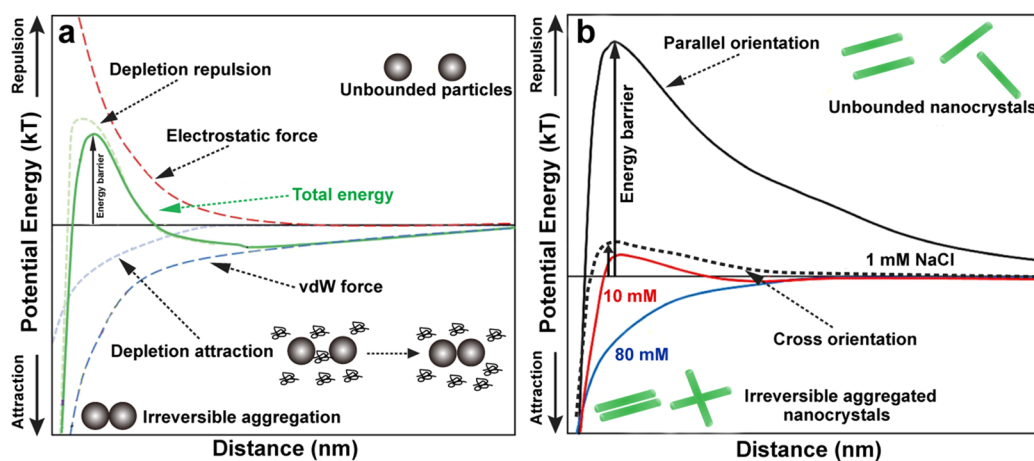 a
Repulsion
Potential Energy (kT)
Attraction
Depletion repulsion
Unbounded particles
Electrostatic force
Energy barrier
Total energy
vdW force
Depletion attraction
Irreversible aggregation
Distance (nm)
b
Repulsion
Potential Energy (kT)
Attraction
Parallel orientation
Unbounded nanocrystals
Energy barrier
1 mM NaCl
10 mM
Cross orientation
80 mM
Irreversible aggregated
nanocrystals
Distance (nm)